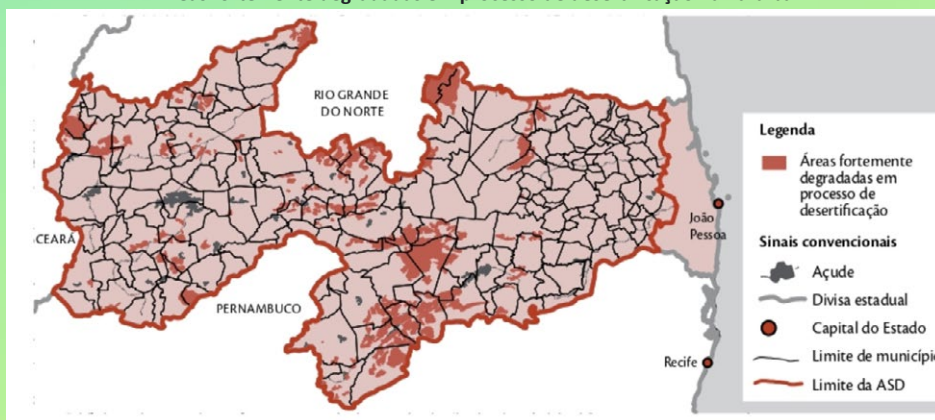 RIO GRANDE
DO NORTE
CEARÁ
PERNAMBUCO
João
Pessoa
Recife
Legenda
Áreas fortemente
degradadas em
processo de
desertificação
Sinais convencionais
Açude
Divisa estadual
Capital do Estado
Limite de municípi
Limite da ASD